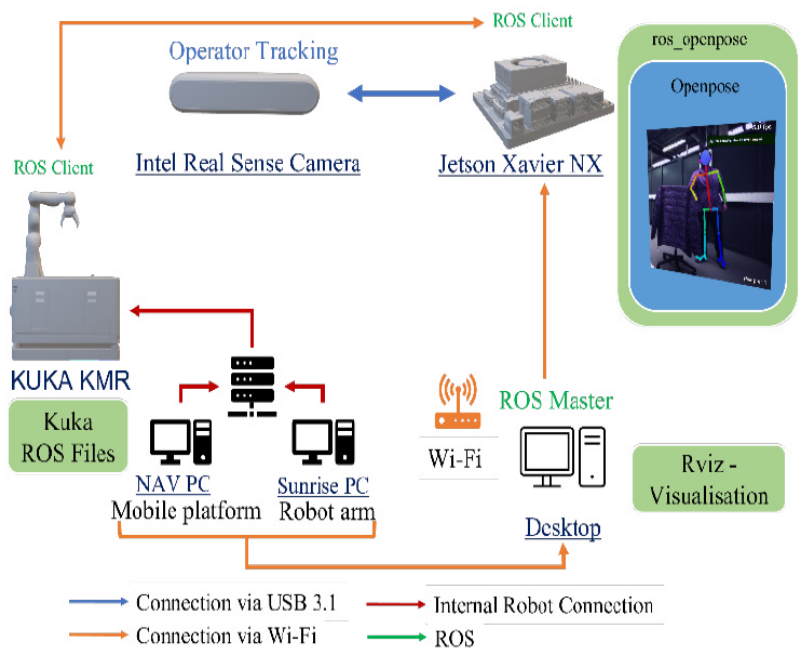 ROS Client
Operator Tracking
ros_openpose
Openpose
ROS Client
Intel Real Sense Camera
Jetson Xavier NX
KUKA KMR
Kuka
ROS Files
NAV PC
Mobile platform
Sunrise PC
Robot arm
Wi-Fi
ROS Master
Desktop
Rviz -
Visualisation
Connection via USB 3.1
Internal Robot Connection
Connection via Wi-Fi
ROS